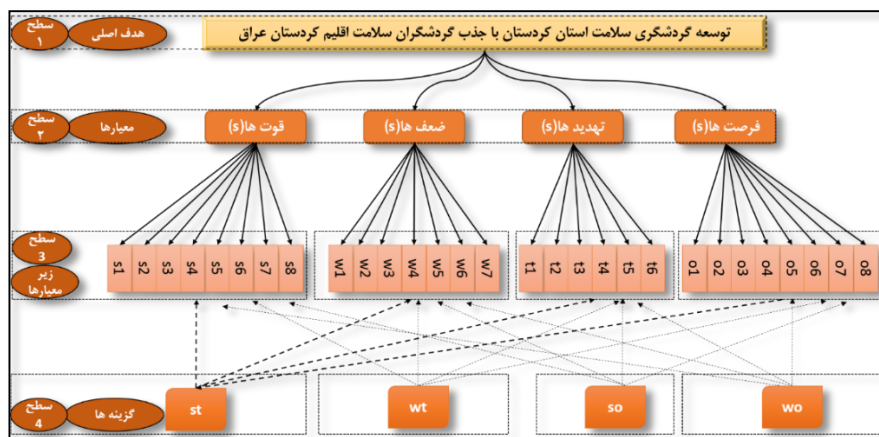 توسعه گردشگری سلامت استان کردستان با جذب گردشگران سلامت اقلیم کردستان عراق
هدف اصلی
سطح
۱
قوت ها(s)
ضعف ها(s)
تهدید ها(s)
فرصت ها(s)
معیارها
سطح
۲
s1 s2 s3 s4 s5 s6 s7 s8
w1 w2 w3 w4 w5 w6 w7
t1 t2 t3 t4 t5 t6
o1 o2 o3 o4 o5 o6 o7 o8
سطح
3
زیر
معیارها
st
wt
so
wo
گزینه ها
سطح
4